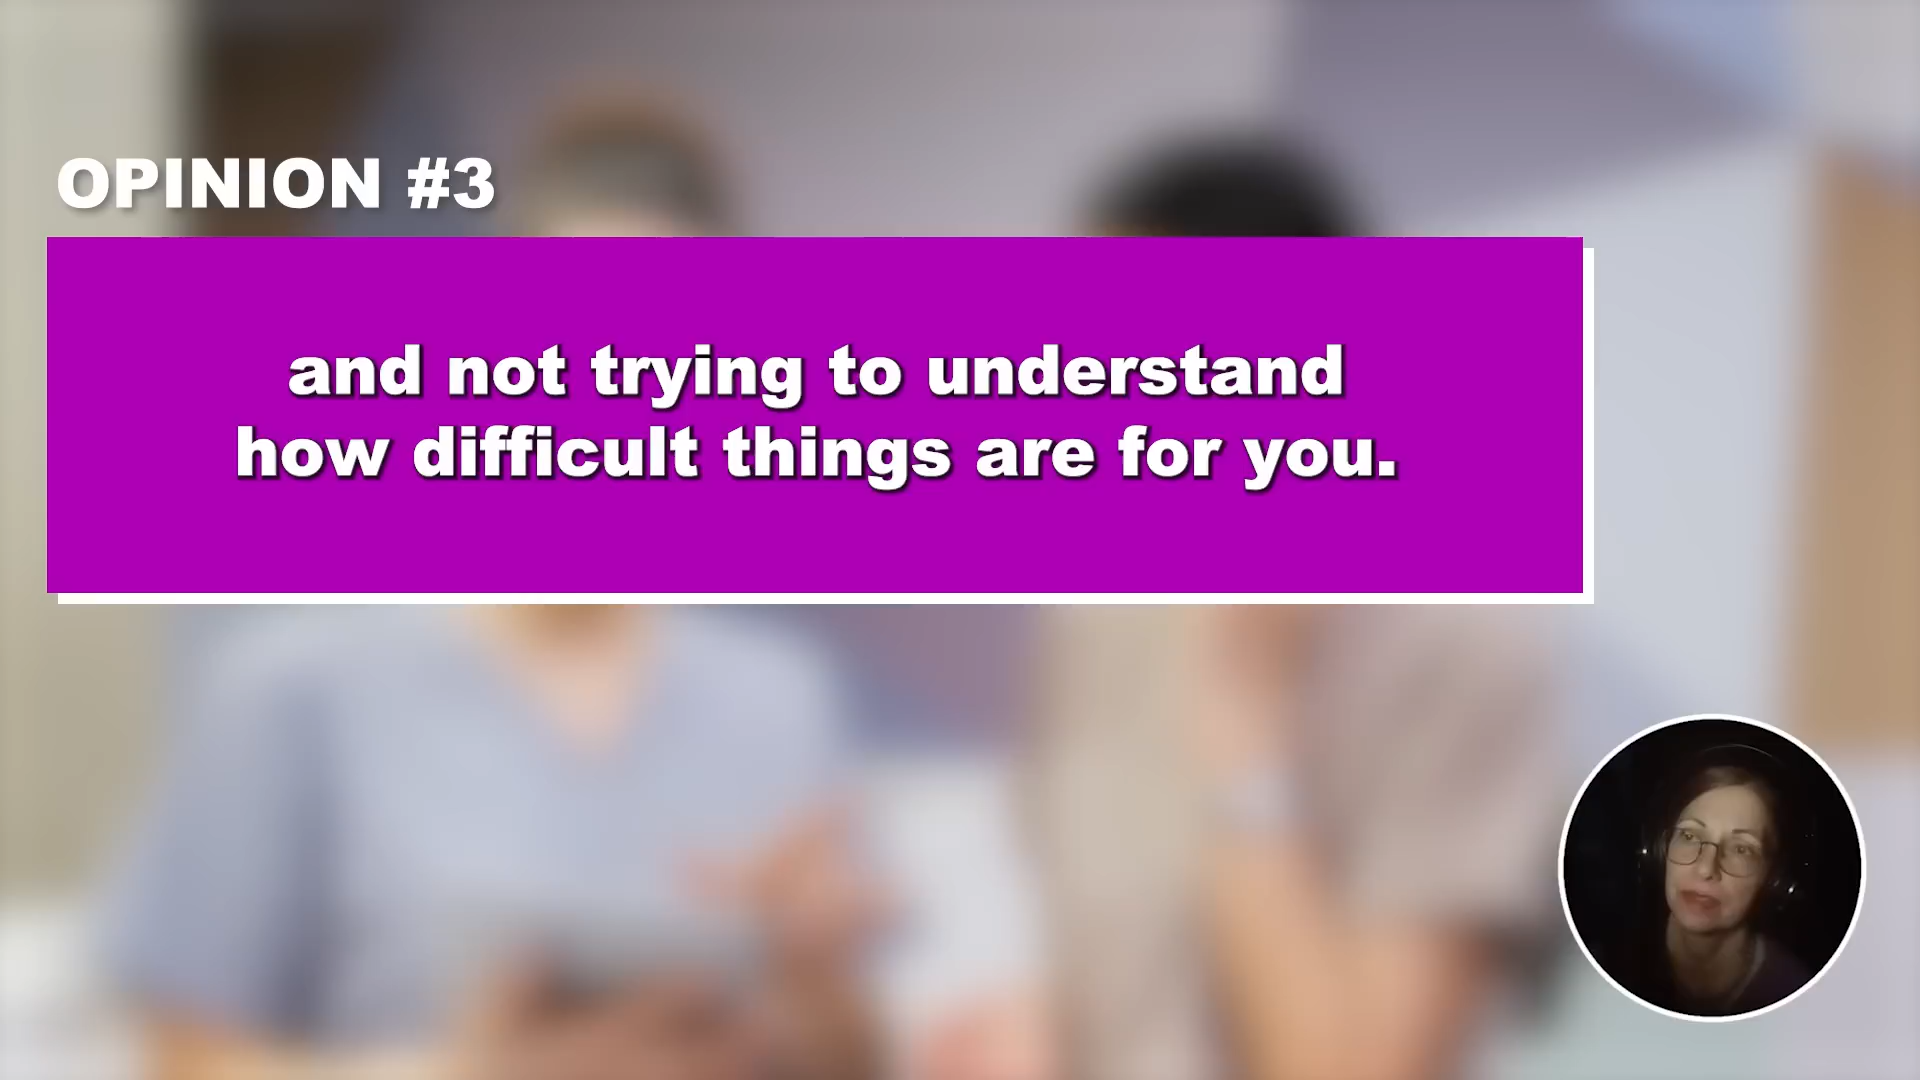 OPINION #3
and not trying to understand
how difficult things are for you.